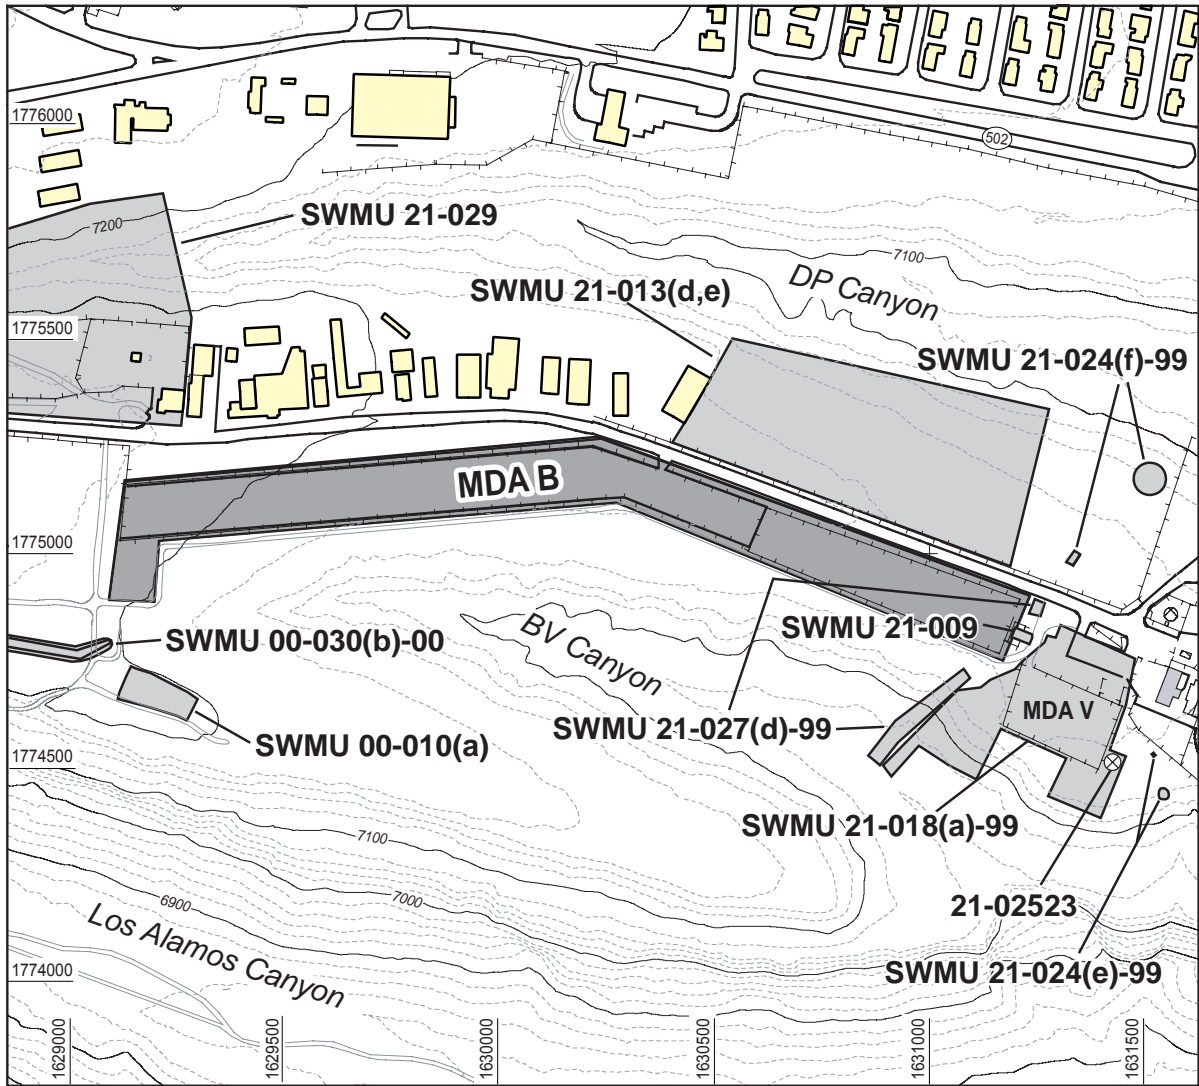 1776000
502
SWMU 21-029
7200
7100
DP Canyon
SWMU 21-013(d,e)
1775500
SWMU 21-024(f)-99
MDA B
1775000
BV Canyon
SWMU 21-009
SWMU 00-030(b)-00
MDA V
SWMU 21-027(d)-99
SWMU 00-010(a)
1774500
SWMU 21-018(a)-99
7100
6900
7000
21-02523
Los Alamos Canyon
1774000
SWMU 21-024(e)-99
1629000
1629500
1630000
1630500
1631000
1631500